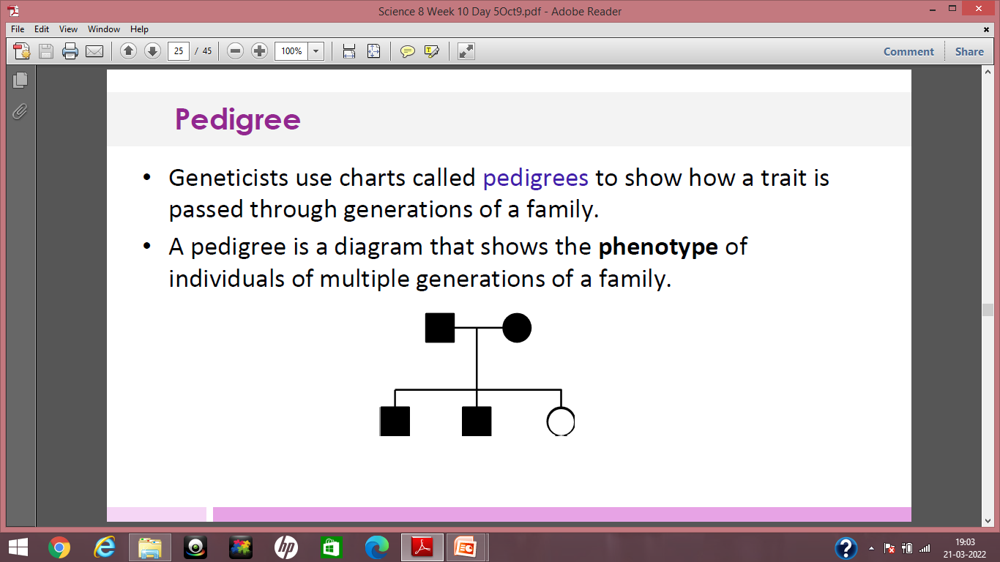 Science 8 Week 10 Day 5Oct9.pdf - Adobe Reader
File Edit View Window Help
25 / 45 100% Comment Share
Pedigree
• Geneticists use charts called pedigrees to show how a trait is
passed through generations of a family.
• A pedigree is a diagram that shows the phenotype of
individuals of multiple generations of a family.
hp
19:03
21-03-2022